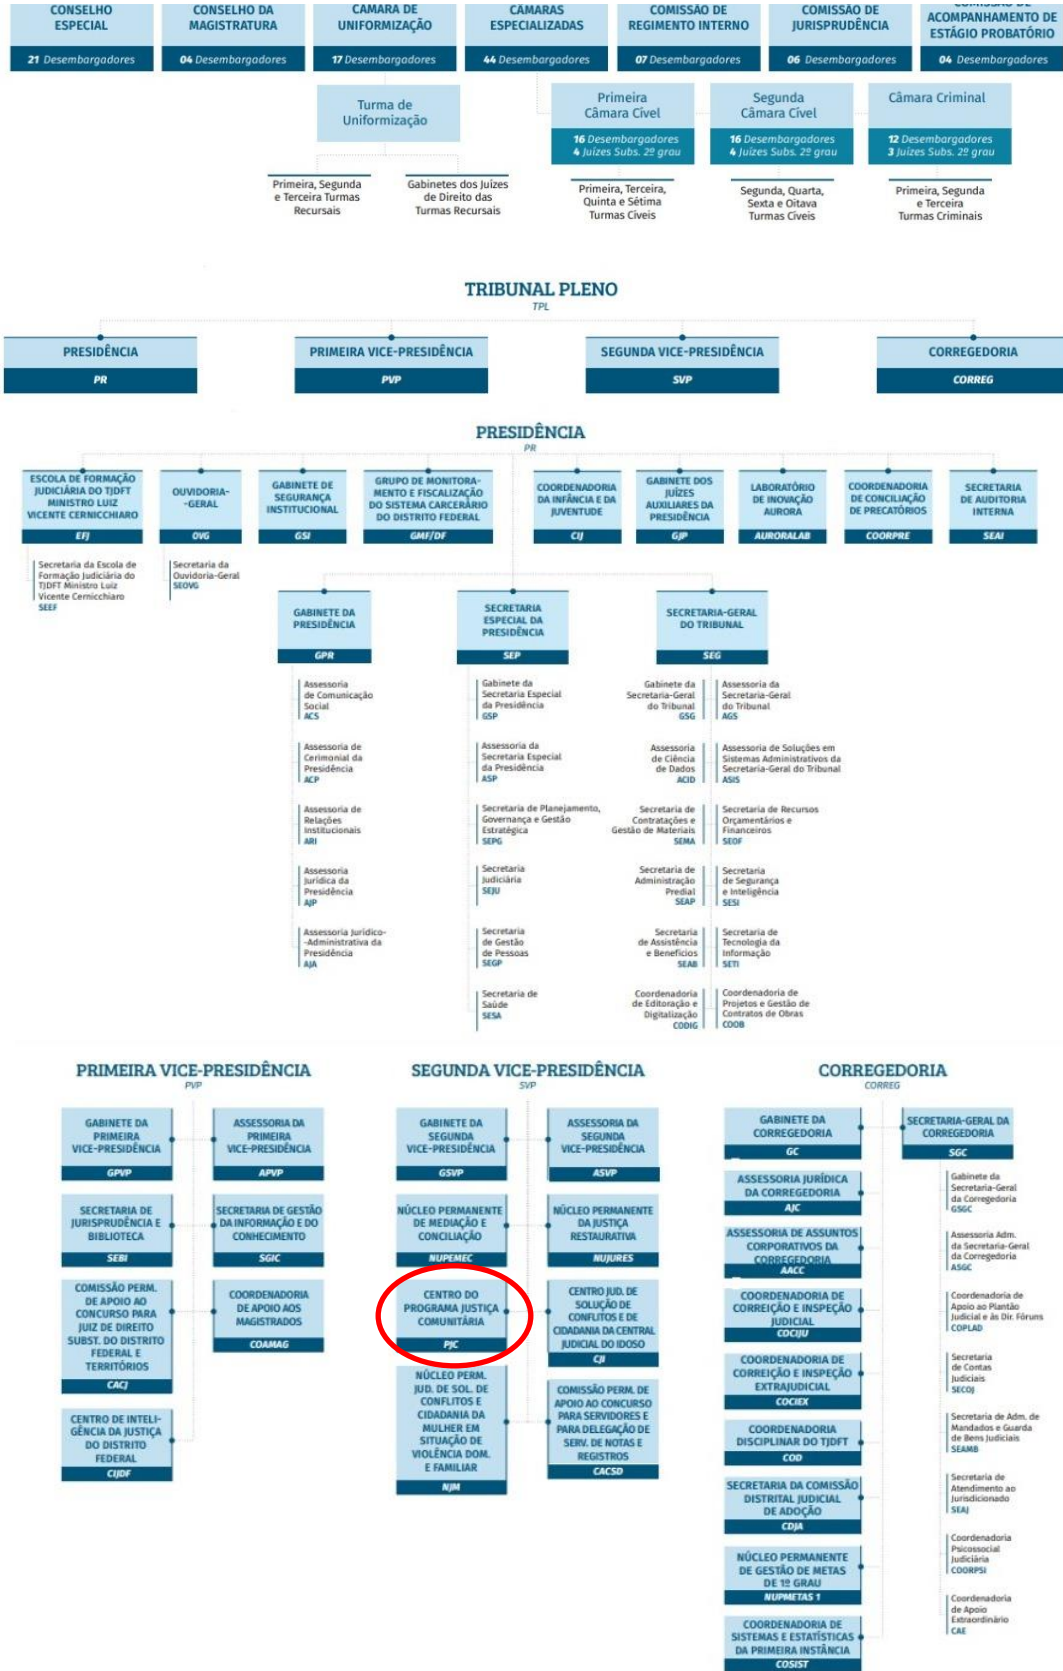 CONSELHO
ESPECIAL
21 Desembargadores
CONSELHO DA
MAGISTRATURA
04 Desembargadores
CÂMARA DE
UNIFORMIZAÇÃO
17 Desembargadores
CÂMARAS
ESPECIALIZADAS
44 Desembargadores
COMISSÃO DE
REGIMENTO INTERNO
07 Desembargadores
COMISSÃO DE
JURISPRUDÊNCIA
06 Desembargadores
COMISSÃO DE
ACOMPANHAMENTO DE
ESTÁGIO PROBATÓRIO
04 Desembargadores
Turma de
Uniformização
Primeira, Segunda
e Terceira Turmas
Recursais
Gabinetes dos Juízes
de Direito das
Turmas Recursais
Primeira
Câmara Cível
16 Desembargadores
4 Juízes Subs. 2º grau
Primeira, Terceira,
Quinta e Sétima
Turmas Cíveis
Segunda
Câmara Cível
16 Desembargadores
4 Juízes Subs. 2º grau
Segunda, Quarta,
Sexta e Oitava
Turmas Cíveis
Câmara Criminal
12 Desembargadores
3 Juízes Subs. 2º grau
Primeira, Segunda
e Terceira
Turmas Criminais
TRIBUNAL PLENO
TPL
PRESIDÊNCIA
PR
PRIMEIRA VICE-PRESIDÊNCIA
PVP
SEGUNDA VICE-PRESIDÊNCIA
SVP
CORREGEDORIA
CORREG
PRESIDÊNCIA
PR
ESCOLA DE FORMAÇÃO
JUDICIÁRIA DO TJDFT
MINISTRO LUIZ
VICENTE CERNICCHIARO
EFJ
Secretaria da Escola de
Formação Judiciária do
TJDFT Ministro Luiz
Vicente Cernicchiaro
SEEF
OUVIDORIA-
-GERAL
OVG
Secretaria da
Ouvidoria-Geral
SEOVG
GABINETE DE
SEGURANÇA
INSTITUCIONAL
GSI
GRUPO DE MONITORA-
MENTO E FISCALIZAÇÃO
DO SISTEMA CARCERÁRIO
DO DISTRITO FEDERAL
GMF/DF
COORDENADORIA
DA INFÂNCIA E DA
JUVENTUDE
CIJ
GABINETE DOS
JUÍZES
AUXILIARES DA
PRESIDÊNCIA
GJP
LABORATÓRIO
DE INOVAÇÃO
AURORA
AURORALAB
COORDENADORIA
DE CONCILIAÇÃO
DE PRECATÓRIOS
COORPRE
SECRETARIA
DE AUDITORIA
INTERNA
SEAI
GABINETE DA
PRESIDÊNCIA
GPR
Assessoria
de Comunicação
Social
ACS
Assessoria de
Cerimonial da
Presidência
ACP
Assessoria de
Relações
Institucionais
ARI
Assessoria
Jurídica da
Presidência
AJP
Assessoria Jurídico-
-Administrativa da
Presidência
AJA
SECRETARIA
ESPECIAL DA
PRESIDÊNCIA
SEP
Gabinete da
Secretaria Especial
da Presidência
GSP
Assessoria da
Secretaria Especial
da Presidência
ASP
Secretaria de Planejamento,
Governança e Gestão
Estratégica
SEPG
Secretaria
Judiciária
SEJU
Secretaria
de Gestão
de Pessoas
SEGP
Secretaria de
Saúde
SESA
SECRETARIA-GERAL
DO TRIBUNAL
SEG
Gabinete da
Secretaria-Geral
do Tribunal
GSG
Assessoria
de Ciência
de Dados
ACID
Secretaria de
Contratações e
Gestão de Materiais
SEMA
Secretaria de
Administração
Predial
SEAP
Secretaria
de Assistência
e Benefícios
SEAB
Coordenadoria
de Editoração e
Digitalização
CODIG
Assessoria da
Secretaria-Geral
do Tribunal
AGS
Assessoria de Soluções em
Sistemas Administrativos da
Secretaria-Geral do Tribunal
ASIS
Secretaria de Recursos
Orçamentários e
Financeiros
SEOF
Secretaria
de Segurança
e Inteligência
SESI
Secretaria de
Tecnologia da
Informação
SETI
Coordenadoria de
Projetos e Gestão de
Contratos de Obras
COOB
PRIMEIRA VICE-PRESIDÊNCIA
PVP
GABINETE DA
PRIMEIRA
VICE-PRESIDÊNCIA
GPVP
ASSESSORIA DA
PRIMEIRA
VICE-PRESIDÊNCIA
APVP
SECRETARIA DE
JURISPRUDÊNCIA E
BIBLIOTECA
SEBI
SECRETARIA DE GESTÃO
DA INFORMAÇÃO E DO
CONHECIMENTO
SGIC
COMISSÃO PERM.
DE APOIO AO
CONCURSO PARA
JUIZ DE DIREITO
SUBST. DO DISTRITO
FEDERAL E
TERRITÓRIOS
CACJ
COORDENADORIA
DE APOIO AOS
MAGISTRADOS
COAMAG
CENTRO DE INTELI-
GÊNCIA DA JUSTIÇA
DO DISTRITO
FEDERAL
CIJDF
SEGUNDA VICE-PRESIDÊNCIA
SVP
GABINETE DA
SEGUNDA
VICE-PRESIDÊNCIA
GSVP
ASSESSORIA DA
SEGUNDA
VICE-PRESIDÊNCIA
ASVP
NÚCLEO PERMANENTE
DE MEDIAÇÃO E
CONCILIAÇÃO
NUPEMEC
NÚCLEO PERMANENTE
DA JUSTIÇA
RESTAURATIVA
NUJURES
CENTRO DO
PROGRAMA JUSTIÇA
COMUNITÁRIA
PJC
CENTRO JUD. DE
SOLUÇÃO DE
CONFLITOS E DE
CIDADANIA DA CENTRAL
JUDICIAL DO IDOSO
CJI
NÚCLEO PERM.
JUD. DE SOL. DE
CONFLITOS E
CIDADANIA DA
MULHER EM
SITUAÇÃO DE
VIOLÊNCIA DOM.
E FAMILIAR
NJM
COMISSÃO PERM. DE
APOIO AO CONCURSO
PARA SERVIDORES E
PARA DELEGAÇÃO DE
SERV. DE NOTAS E
REGISTROS
CACSD
CORREGEDORIA
CORREG
GABINETE DA
CORREGEDORIA
GC
ASSESSORIA JURÍDICA
DA CORREGEDORIA
AJC
ASSESSORIA DE ASSUNTOS
CORPORATIVOS DA
CORREGEDORIA
AACC
COORDENADORIA DE
CORREIÇÃO E INSPEÇÃO
JUDICIAL
COCIJU
COORDENADORIA DE
CORREIÇÃO E INSPEÇÃO
EXTRAJUDICIAL
COCIEX
COORDENADORIA
DISCIPLINAR DO TJDFT
COD
SECRETARIA DA COMISSÃO
DISTRITAL JUDICIAL
DE ADOÇÃO
CDJA
NÚCLEO PERMANENTE
DE GESTÃO DE METAS
DE 1º GRAU
NUPMETAS 1
COORDENADORIA DE
SISTEMAS E ESTATÍSTICAS
DA PRIMEIRA INSTÂNCIA
COSIST
SECRETARIA-GERAL DA
CORREGEDORIA
SGC
Gabinete da
Secretaria-Geral
da Corregedoria
GSGC
Assessoria Adm.
da Secretaria-Geral
da Corregedoria
ASGC
Coordenadoria de
Apoio ao Plantão
Judicial e às Dir. Fóruns
COPLAD
Secretaria
de Contas
Judiciais
SECOJ
Secretaria de Adm. de
Mandados e Guarda
de Bens Judiciais
SEAMB
Secretaria de
Atendimento ao
Jurisdicionado
SEAJ
Coordenadoria
Psicossocial
Judiciária
COORPSI
Coordenadoria
de Apoio
Extraordinário
CAE